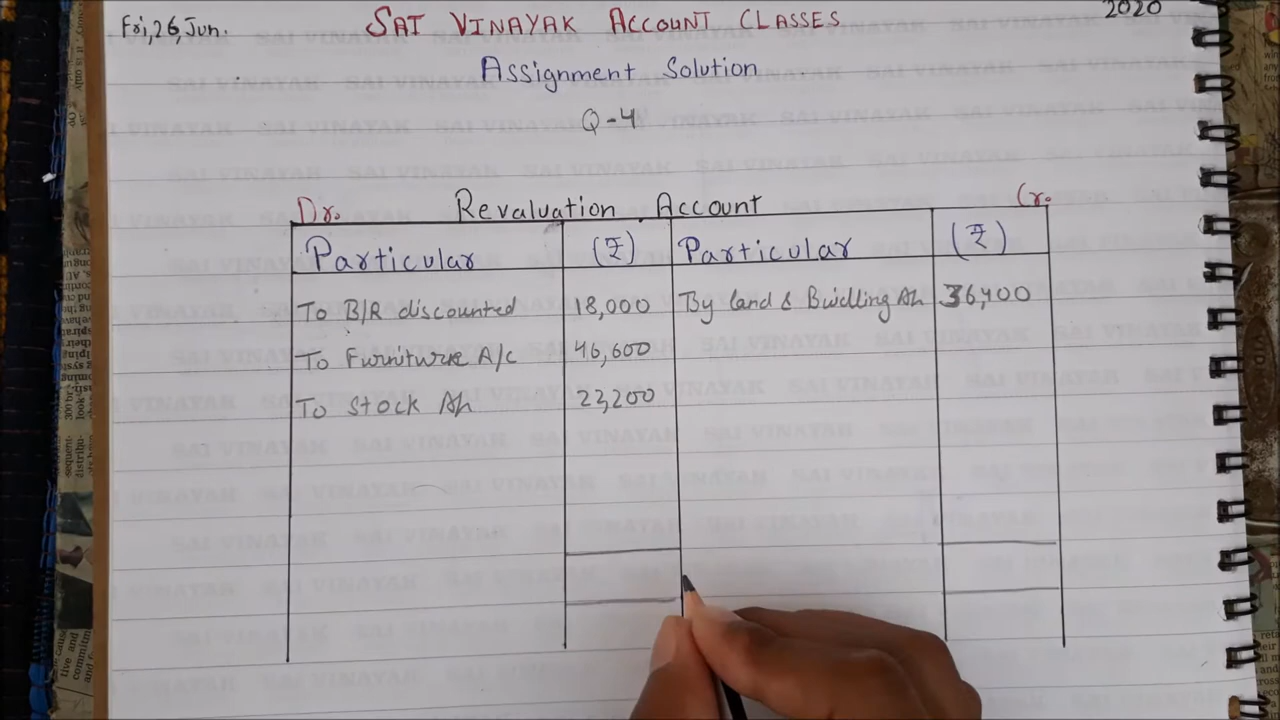 Fri, 26, Jun.
SAI VINAYAK ACCOUNT CLASSES
2020
Assignment Solution
Q-4
Dr. Revaluation Account Cr.
Particular (₹) Particular (₹)
To B/R discounted 18,000 By Land & Buidling A/c 36,400
To Furniture A/c 46,600
To Stock A/c 23,200